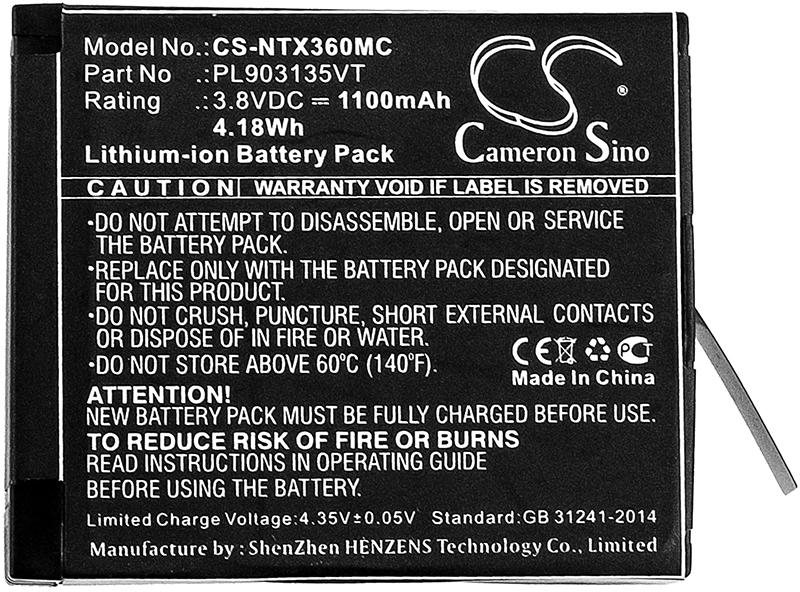 Model No.:CS-NTX360MC
Part No :PL903135VT
Rating :3.8VDC ⎓ 1100mAh
4.18Wh
Lithium-ion Battery Pack
CS
®
Cameron Sino
CAUTION WARRANTY VOID IF LABEL IS REMOVED
•DO NOT ATTEMPT TO DISASSEMBLE, OPEN OR SERVICE
THE BATTERY PACK.
•REPLACE ONLY WITH THE BATTERY PACK DESIGNATED
FOR THIS PRODUCT.
•DO NOT CRUSH, PUNCTURE, SHORT EXTERNAL CONTACTS
OR DISPOSE OF IN FIRE OR WATER.
•DO NOT STORE ABOVE 60℃ (140℉).
CE PCT
Made In China
ATTENTION!
NEW BATTERY PACK MUST BE FULLY CHARGED BEFORE USE.
TO REDUCE RISK OF FIRE OR BURNS
READ INSTRUCTIONS IN OPERATING GUIDE
BEFORE USING THE BATTERY.
Limited Charge Voltage:4.35V±0.05V Standard:GB 31241-2014
Manufacturer by : ShenZhen HENZENS Technology Co., Limited